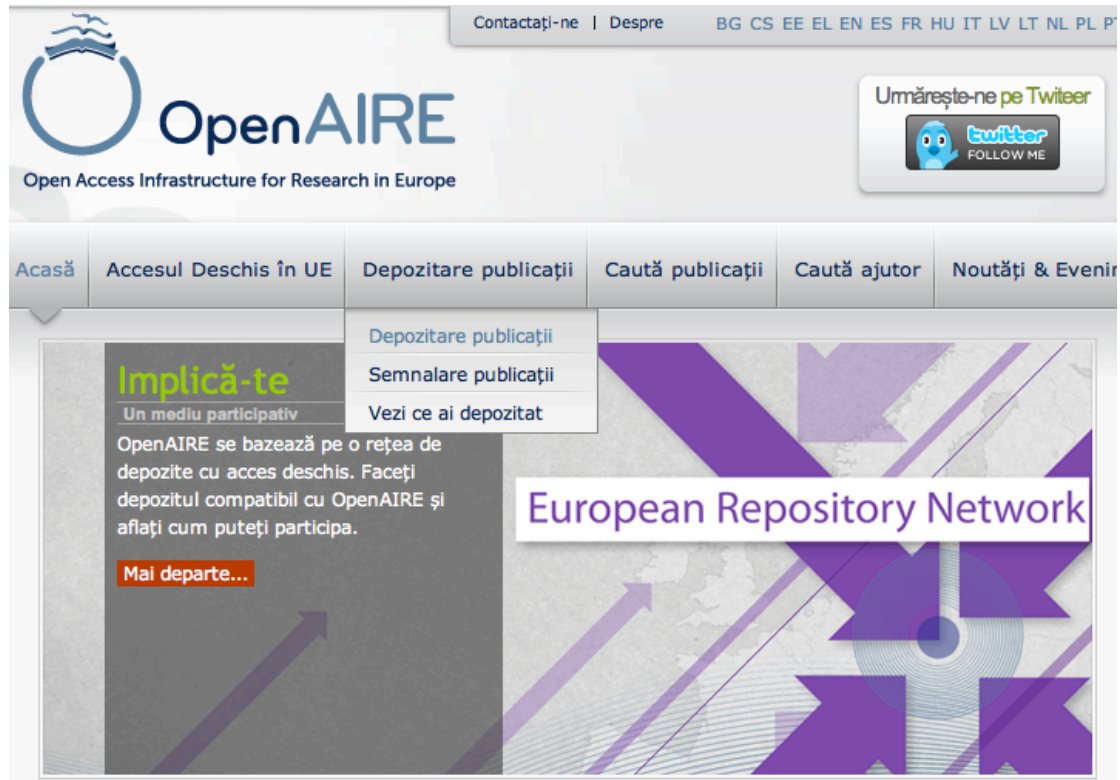 Contactați-ne | Despre BG CS EE EL EN ES FR HU IT LV LT NL PL
OpenAIRE
Open Access Infrastructure for Research in Europe
Urmărește-ne pe Twiteer
twitter
FOLLOW ME
Acasă Accesul Deschis în UE Depozitare publicații Caută publicații Caută ajutor Noutăți &
Depozitare publicații
Semnalare publicații
Vezi ce ai depozitat
Implică-te
Un mediu participativ
OpenAIRE se bazează pe o rețea de
depozite cu acces deschis. Faceți
depozitul compatibil cu OpenAIRE și
aflați cum puteți participa.
Mai departe...
European Repository Network